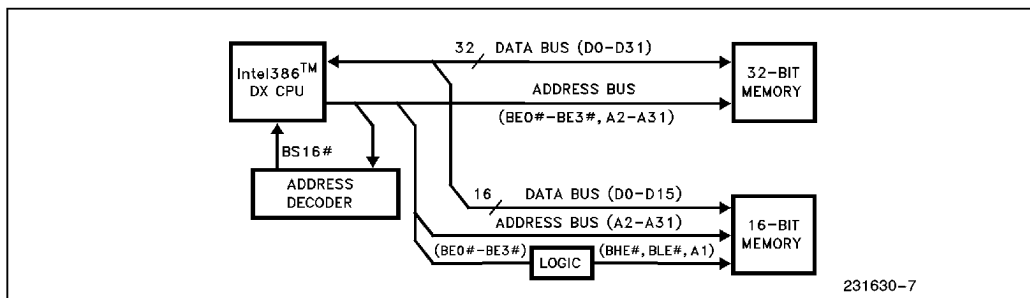 Intel386™
DX CPU
32 DATA BUS (D0-D31)
ADDRESS BUS
(BE0#-BE3#, A2-A31)
32-BIT
MEMORY
BS16#
ADDRESS
DECODER
16 DATA BUS (D0-D15)
ADDRESS BUS (A2-A31)
(BE0#-BE3#)
LOGIC
(BHE#, BLE#, A1)
16-BIT
MEMORY
231630-7